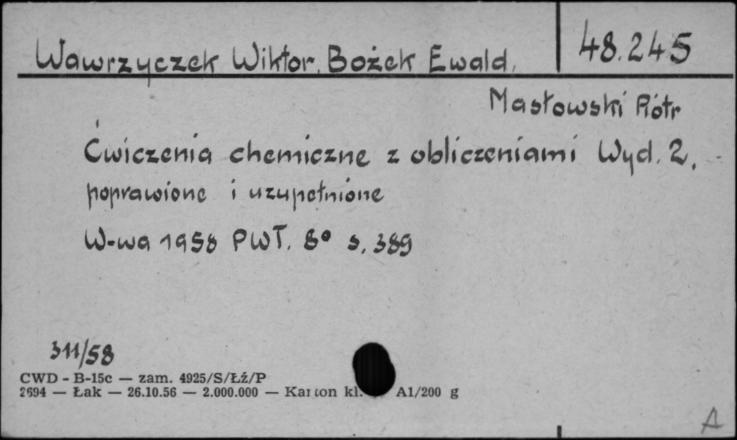 Wawrzyczek Wiktor, Bożek Ewald, 48.245
Masłowski Piotr
Ćwiczenia chemiczne z obliczeniami Wyd. 2,
poprawione i uzupełnione
W-wa 1958 PWT. 8° s. 389
311/58
CWD - B-15c — zam. 4925/S/Łź/P
2694 — Łak — 26.10.56 — 2.000.000 — Karton kl. A1/200 g
A